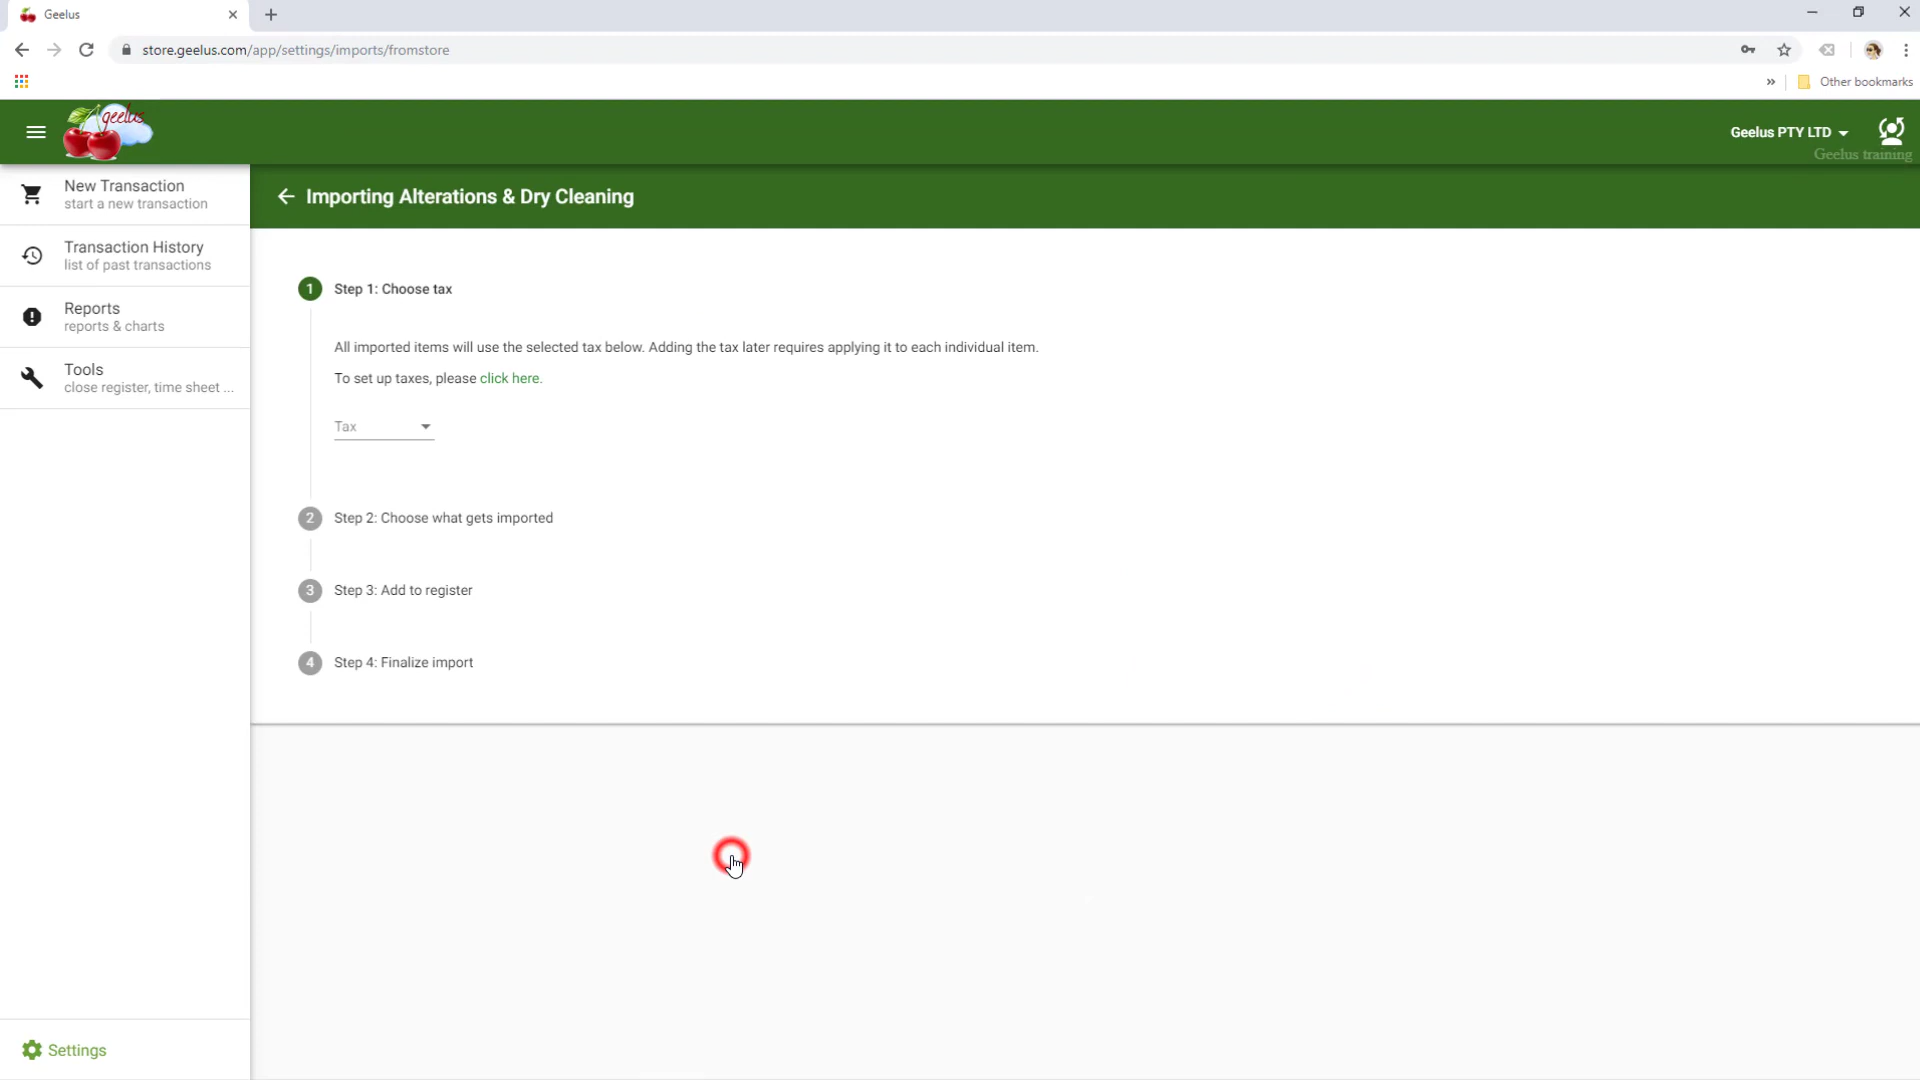 Geelus
store.geelus.com/app/settings/imports/fromstore
» Other bookmarks
geelus
Geelus PTY LTD
Geelus training
New Transaction
start a new transaction
Importing Alterations & Dry Cleaning
Transaction History
list of past transactions
Reports
reports & charts
Tools
close register, time sheet ...
1 Step 1: Choose tax
All imported items will use the selected tax below. Adding the tax later requires applying it to each individual item.
To set up taxes, please click here.
Tax
2 Step 2: Choose what gets imported
3 Step 3: Add to register
4 Step 4: Finalize import
Settings